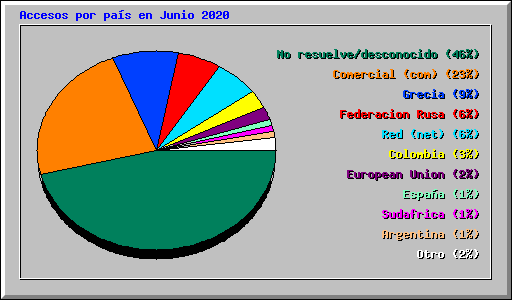 Accesos por país en Junio 2020
No resuelve/desconocido (46%)
Comercial (com) (23%)
Grecia (9%)
Federacion Rusa (6%)
Red (net) (6%)
Colombia (3%)
European Union (2%)
España (1%)
Sudafrica (1%)
Argentina (1%)
Otro (2%)